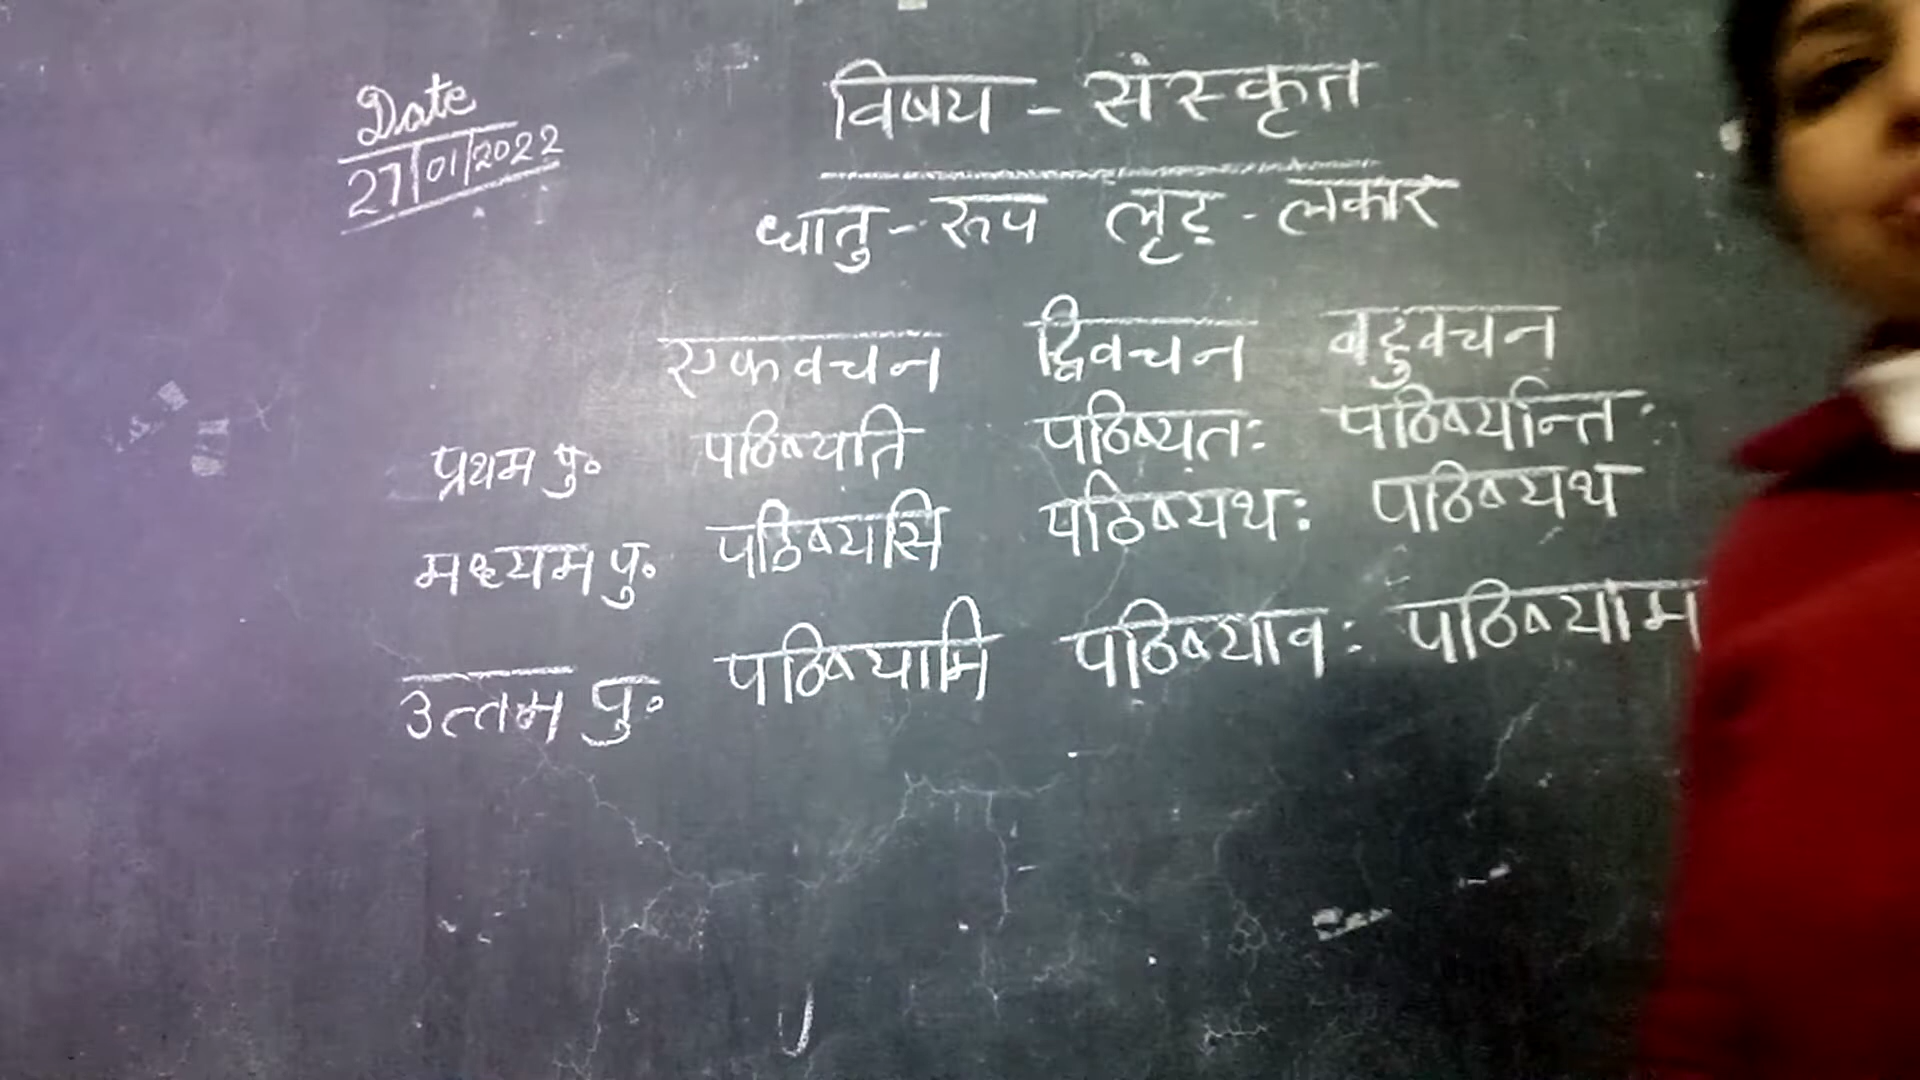 Date
27/01/2022
विषय - संस्कृत
धातु - रूप लृट् - लकार
एकवचन द्विवचन बहुवचन
प्रथम पु० पठिष्यति पठिष्यतः पठिष्यन्ति
मध्यम पु० पठिष्यसि पठिष्यथः पठिष्यथ
उत्तम पु० पठिष्यामि पठिष्यावः पठिष्याम